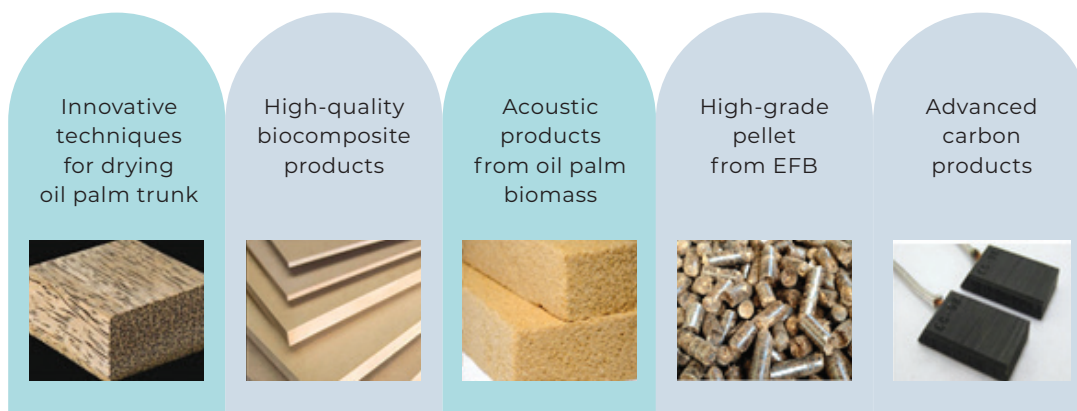 Innovative
techniques
for drying
oil palm trunk
High-quality
biocomposite
products
Acoustic
products
from oil palm
biomass
High-grade
pellet
from EFB
Advanced
carbon
products